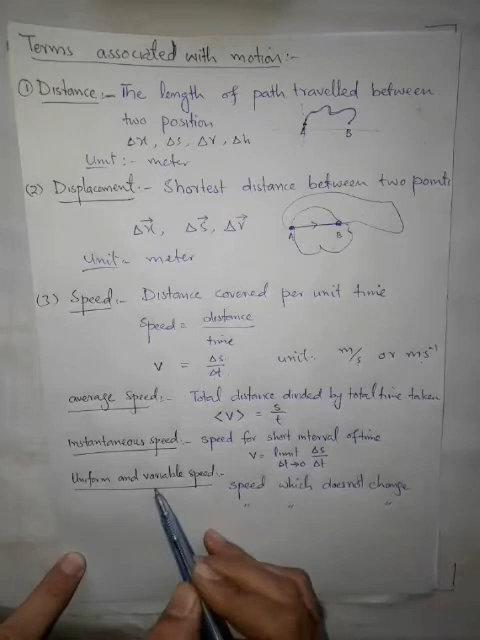 Terms associated with motion:-
① Distance:- The length of path travelled between
two position
Δx, Δs, Δr, Δh
A B
Unit:- meter
(2) Displacement:- Shortest distance between two points
Δx⃗, Δs⃗, Δr⃗
A B
Unit- meter
(3) Speed:- Distance covered per unit time
Speed = distance / time
v = Δs / Δt unit- m/s or ms⁻¹
average speed:- Total distance divided by total time taken
<v> = s / t
Instantaneous speed:- speed for short interval of time
v = limit Δt→0 Δs / Δt
Uniform and variable speed:-
speed which doesnot change
" " "